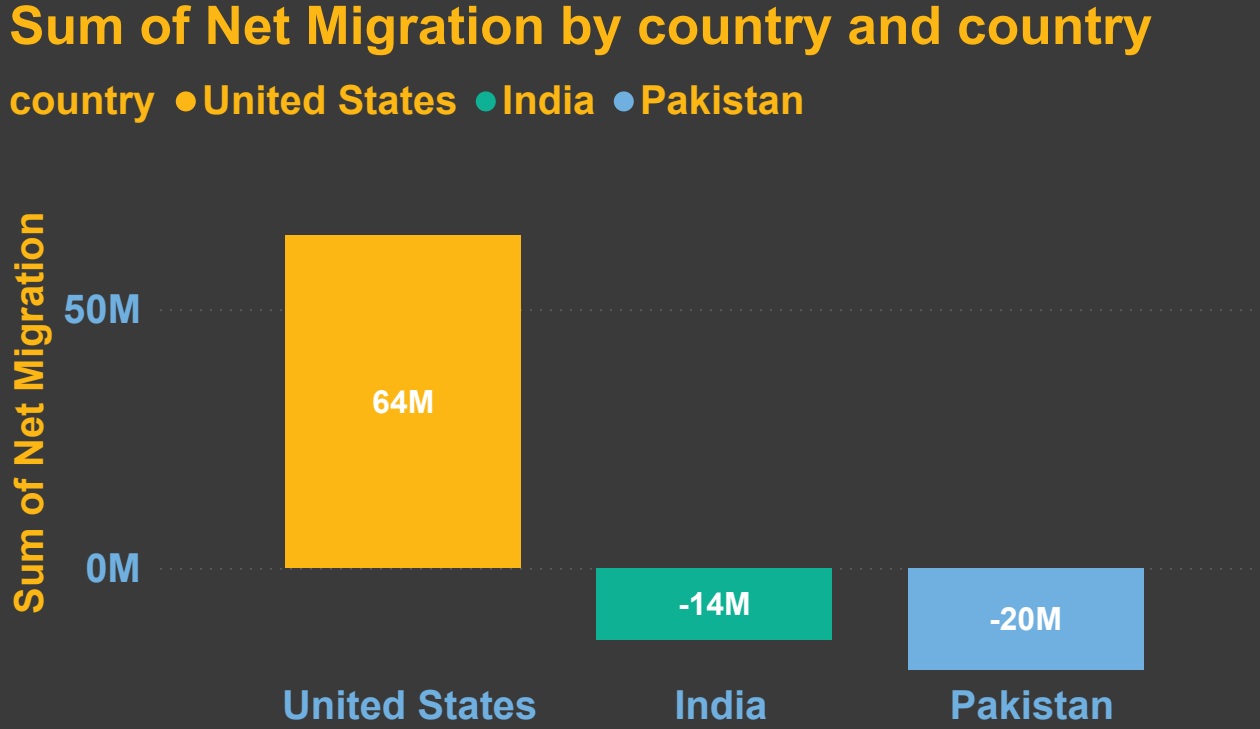 Sum of Net Migration by country and country
country United States India Pakistan
Sum of Net Migration
50M
0M
64M
-14M
-20M
United States India Pakistan